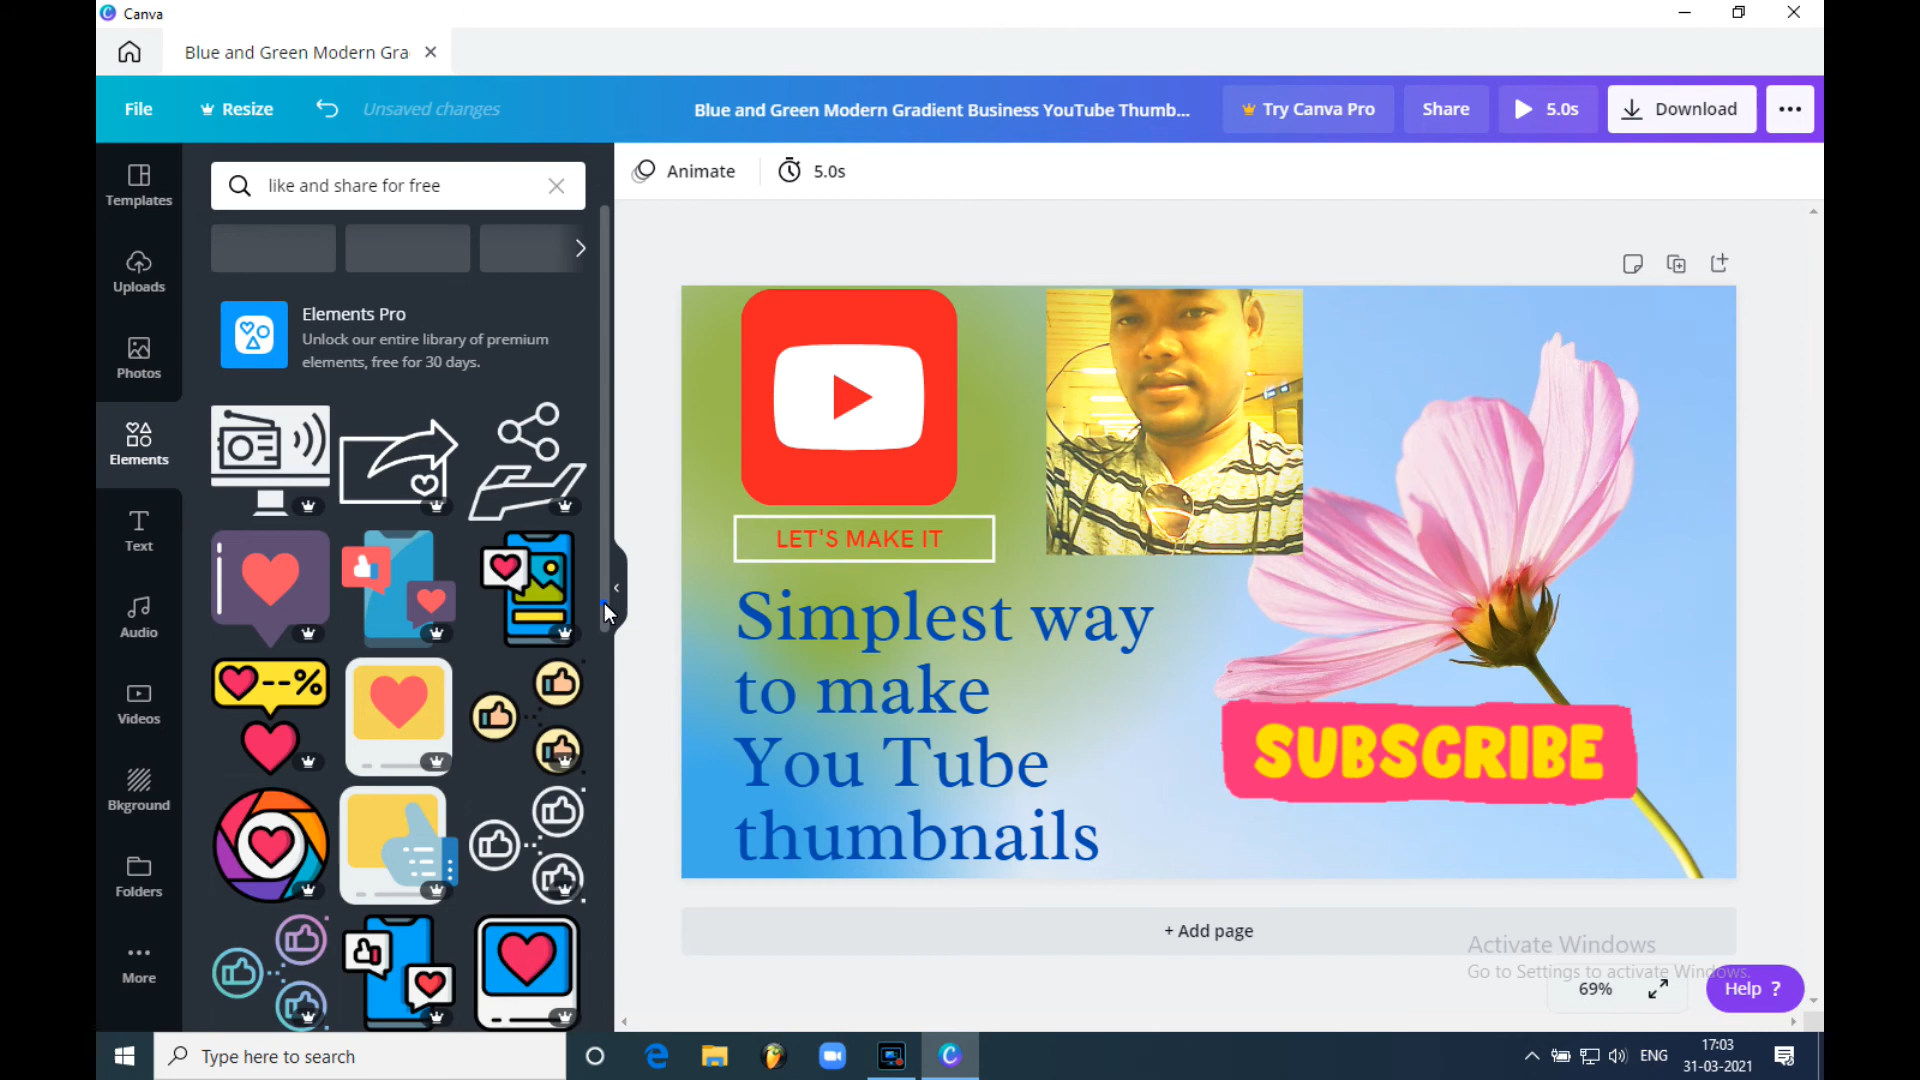 Canva
Blue and Green Modern Gra
File
Resize
Unsaved changes
Blue and Green Modern Gradient Business YouTube Thumb...
Try Canva Pro
Share
5.0s
Download
Templates
Uploads
Photos
Elements
Text
Audio
Videos
Bkground
Folders
More
like and share for free
Elements Pro
Unlock our entire library of premium
elements, free for 30 days.
--%
Animate
5.0s
LET'S MAKE IT
Simplest way
to make
You Tube
thumbnails
SUBSCRIBE
+ Add page
Activate Windows
Go to Settings to activate Windows.
69%
Help ?
Type here to search
ENG
17:03
31-03-2021